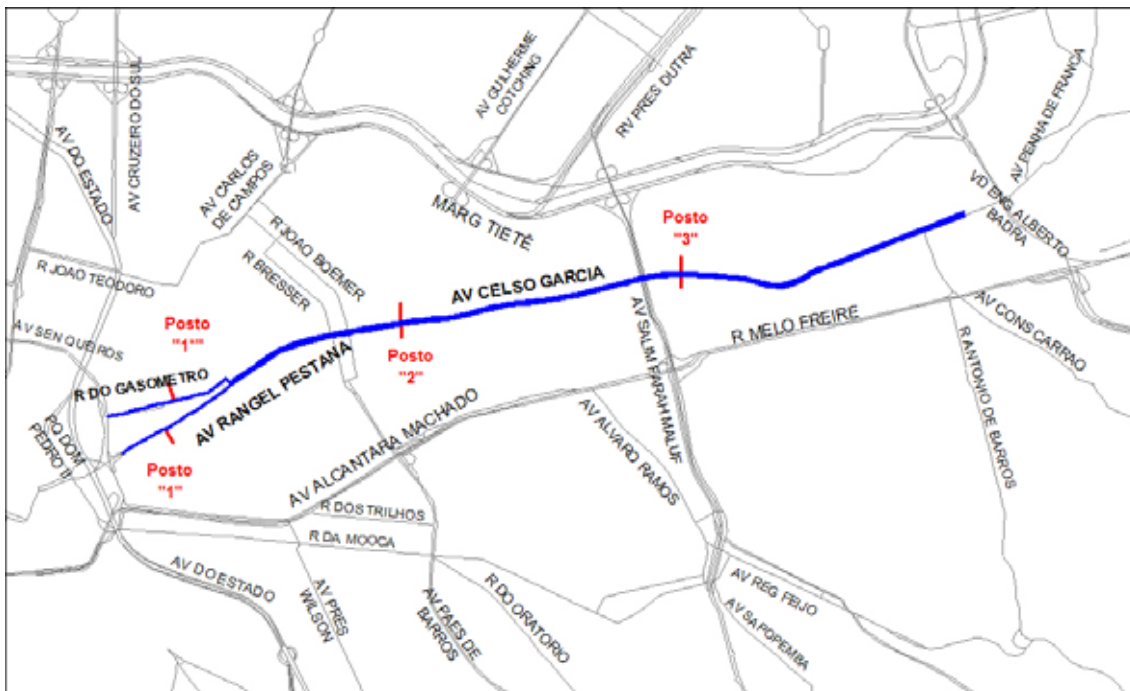 AV CRUZEIRO DO SUL
AV DO ESTADO
AV GUILHERME
COTCHING
RV PRES DUTRA
AV PENHA DE FRANCA
AV CARLOS
DE CAMPOS
MARG TIETÊ
VD ENG ALBERTO
BADRA
R JOAO TEODORO
R JOAO BOEMER
R BRESSER
Posto
"3"
AV CELSO GARCIA
AV SEN QUEIROS
Posto
"1'"
R DO GASOMETRO
AV RANGEL PESTANA
Posto
"2"
AV SALIM FARAH MALUF
R MELO FREIRE
AV CONS CARRAO
R ANTONIO DE BARROS
PQ DOM
PEDRO II
Posto
"1"
AV ALCANTARA MACHADO
AV ALVARO RAMOS
R DOS TRILHOS
R DA MOOCA
AV DO ESTADO
AV PRES
WILSON
AV PAES DE
BARROS
R DO ORATORIO
AV REG FEIJO
AV SAPOPEMBA